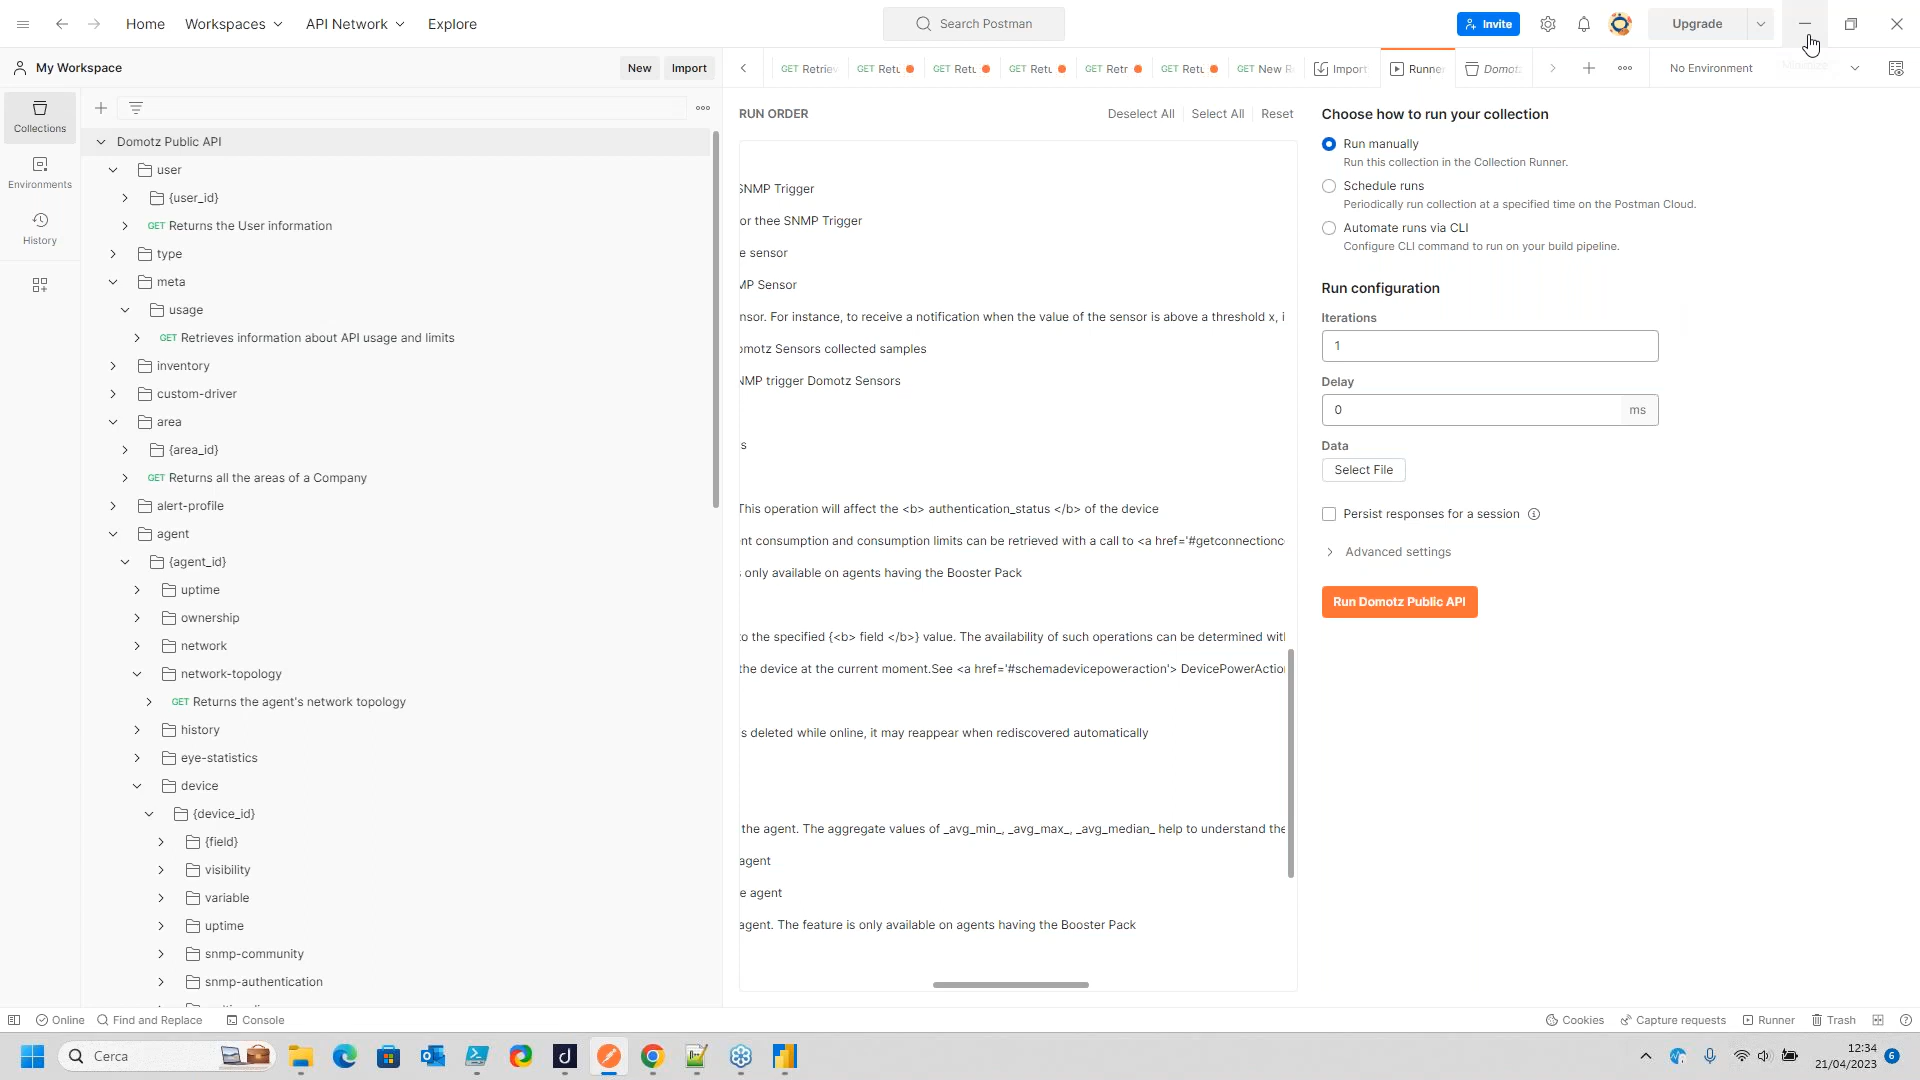 Home
Workspaces
API Network
Explore
Search Postman
Invite
Upgrade
My Workspace
New
Import
GET Retriev
GET Retu
GET Retu
GET Retu
GET Retr
GET Retu
GET New R
Import
Runne
Domot
No Environment
Collections
Environments
History
Domotz Public API
user
{user_id}
GET Returns the User information
type
meta
usage
GET Retrieves information about API usage and limits
inventory
custom-driver
area
{area_id}
GET Returns all the areas of a Company
alert-profile
agent
{agent_id}
uptime
ownership
network
network-topology
GET Returns the agent's network topology
history
eye-statistics
device
{device_id}
{field}
visibility
variable
uptime
snmp-community
snmp-authentication
RUN ORDER
Deselect All
Select All
Reset
SNMP Trigger
or thee SNMP Trigger
e sensor
MP Sensor
nsor. For instance, to receive a notification when the value of the sensor is above a threshold x, i
omotz Sensors collected samples
NMP trigger Domotz Sensors
s
This operation will affect the <b> authentication_status </b> of the device
nt consumption and consumption limits can be retrieved with a call to <a href='#getconnectionc
s only available on agents having the Booster Pack
to the specified {<b> field </b>} value. The availability of such operations can be determined wit
the device at the current moment.See <a href='#schemadevicepoweraction'> DevicePowerActio
s deleted while online, it may reappear when rediscovered automatically
the agent. The aggregate values of _avg_min_, _avg_max_, _avg_median_ help to understand the
agent
e agent
agent. The feature is only available on agents having the Booster Pack
Choose how to run your collection
Run manually
Run this collection in the Collection Runner.
Schedule runs
Periodically run collection at a specified time on the Postman Cloud.
Automate runs via CLI
Configure CLI command to run on your build pipeline.
Run configuration
Iterations
1
Delay
0
ms
Data
Select File
Persist responses for a session
Advanced settings
Run Domotz Public API
Online
Find and Replace
Console
Cookies
Capture requests
Runner
Trash
Cerca
12:34
21/04/2023
6